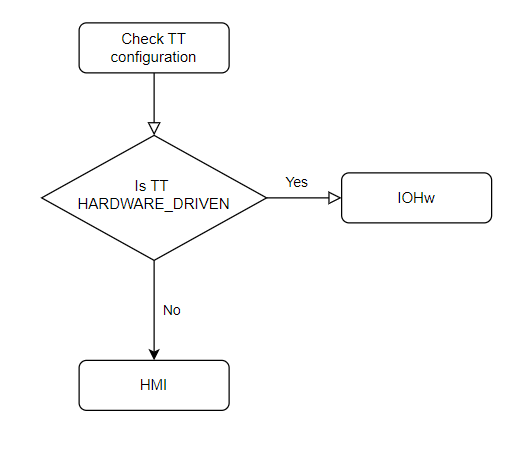 Check TT
configuration
Is TT
HARDWARE_DRIVEN
Yes
IOHw
No
HMI